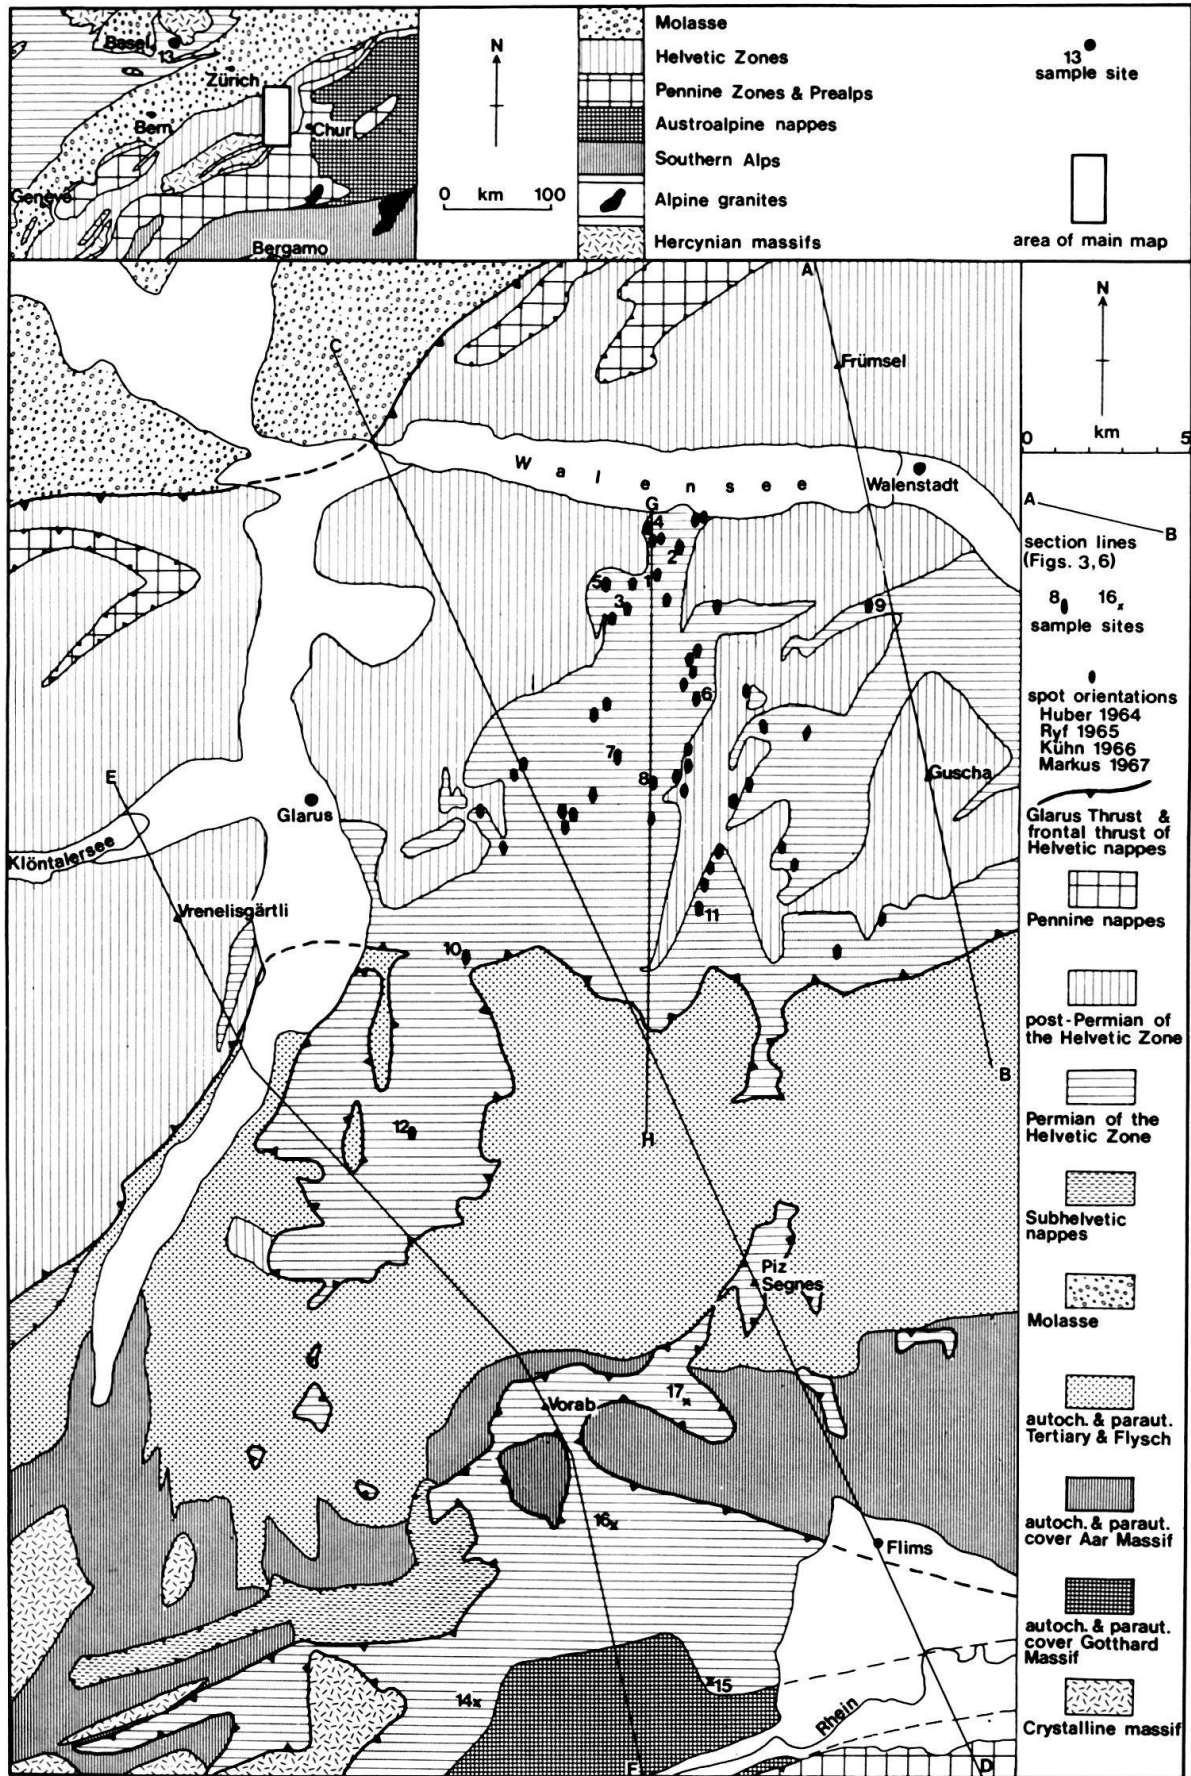 Basel
13
Zürich
Bern
Chur
Genève
Bergamo
N
0 km 100
Molasse
Helvetic Zones
Pennine Zones & Prealps
Austroalpine nappes
Southern Alps
Alpine granites
Hercynian massifs
13
sample site
area of main map
A
C
Frümsel
Walensee
Walenstadt
G
4
2
1
5
3
9
6
7
8
E
Guscha
Glarus
Klöntalersee
Vrenelisgärtli
11
10
B
12
H
Piz
Segnes
17
Vorab
16
Flims
15
14
Rhein
F
D
N
0 km 5
A
B
section lines
(Figs. 3,6)
8 16
sample sites
spot orientations
Huber 1964
Ryf 1965
Kühn 1966
Markus 1967
Glarus Thrust &
frontal thrust of
Helvetic nappes
Pennine nappes
post-Permian of
the Helvetic Zone
Permian of the
Helvetic Zone
Subhelvetic
nappes
Molasse
autoch. & paraut.
Tertiary & Flysch
autoch. & paraut.
cover Aar Massif
autoch. & paraut.
cover Gotthard
Massif
Crystalline massif